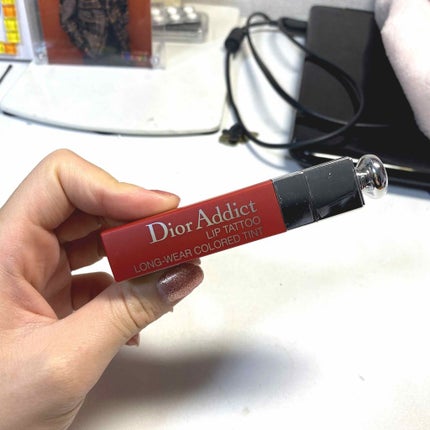 Dior Addict
LIP TATTOO
LONG-WEAR COLORED TINT